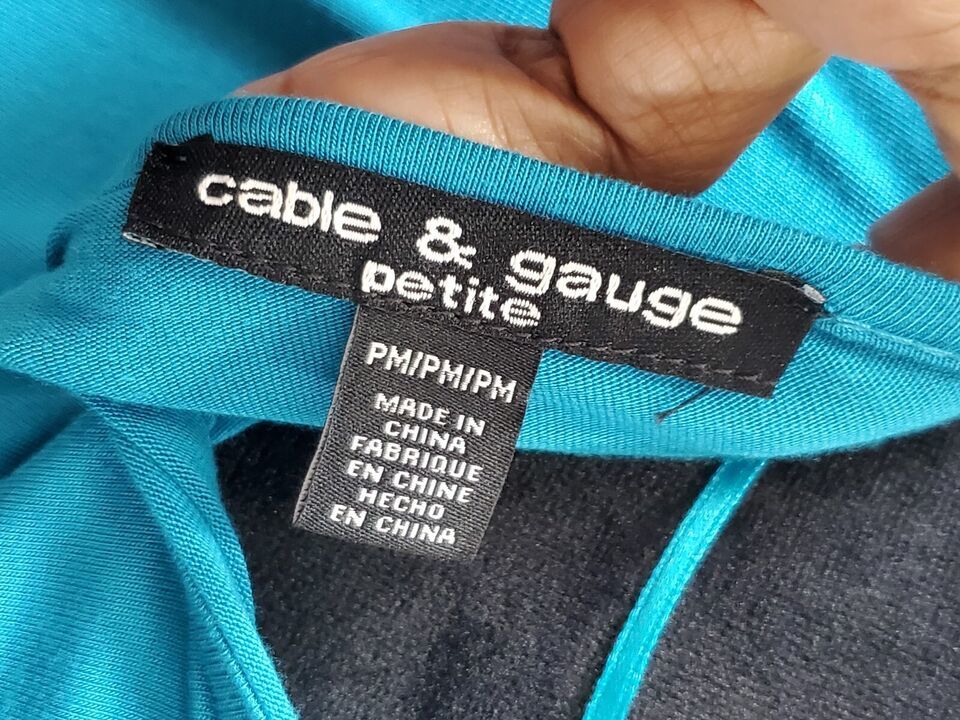 cable & gauge
petite
PM/PM/PM
MADE IN
CHINA
FABRIQUE
EN CHINE
HECHO
EN CHINA